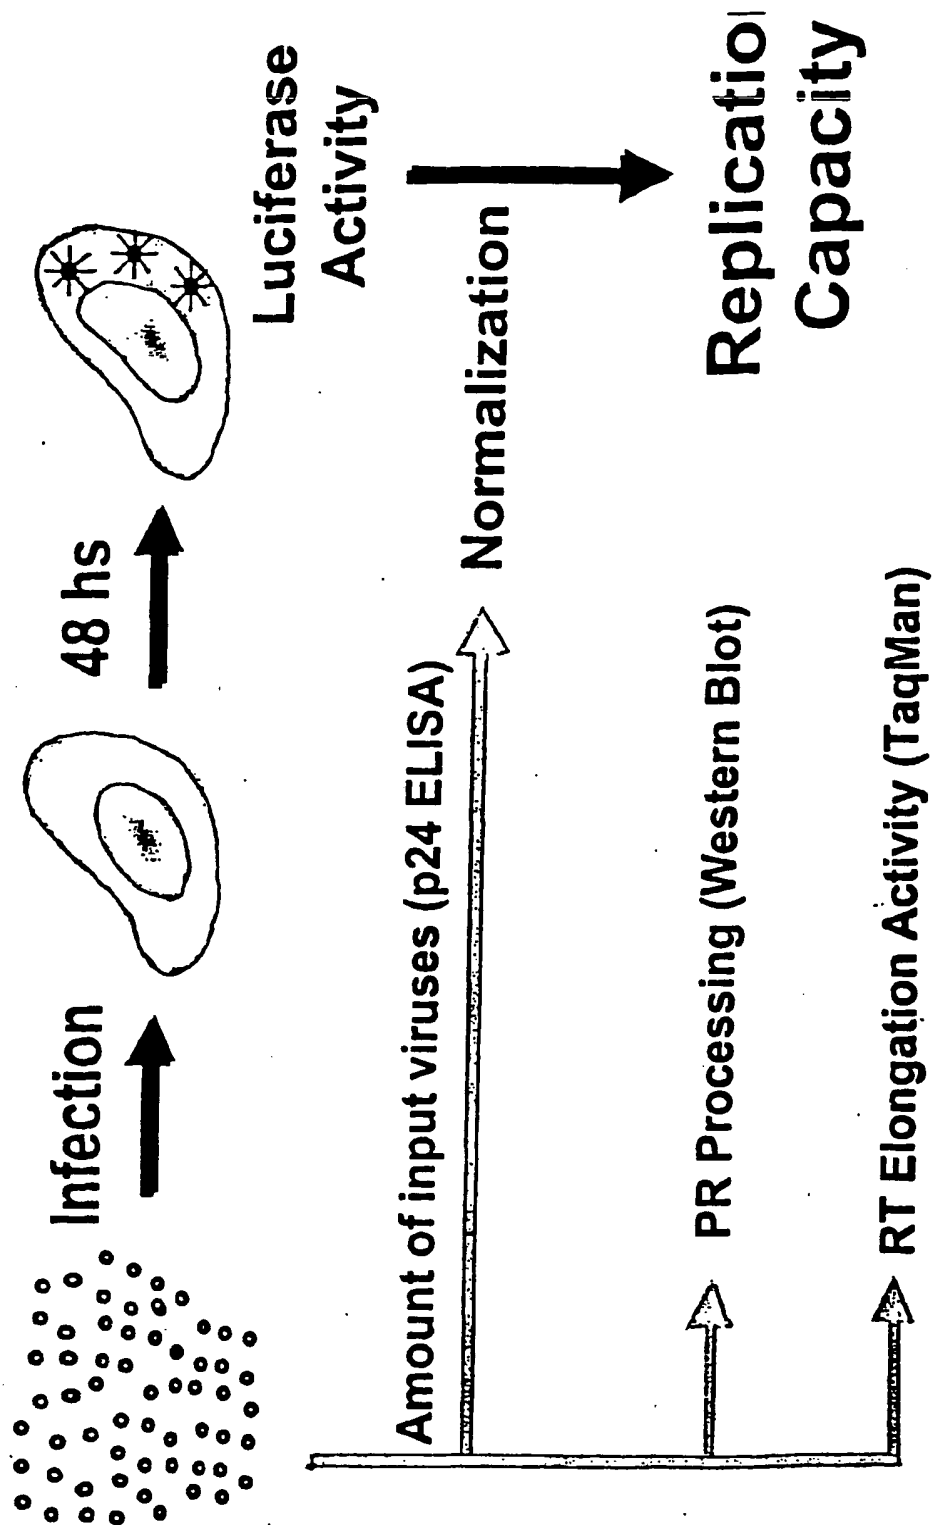 Infection
48 hs
Luciferase
Activity
Amount of input viruses (p24 ELISA)
Normalization
PR Processing (Western Blot)
Replicatio
Capacity
RT Elongation Activity (TaqMan)